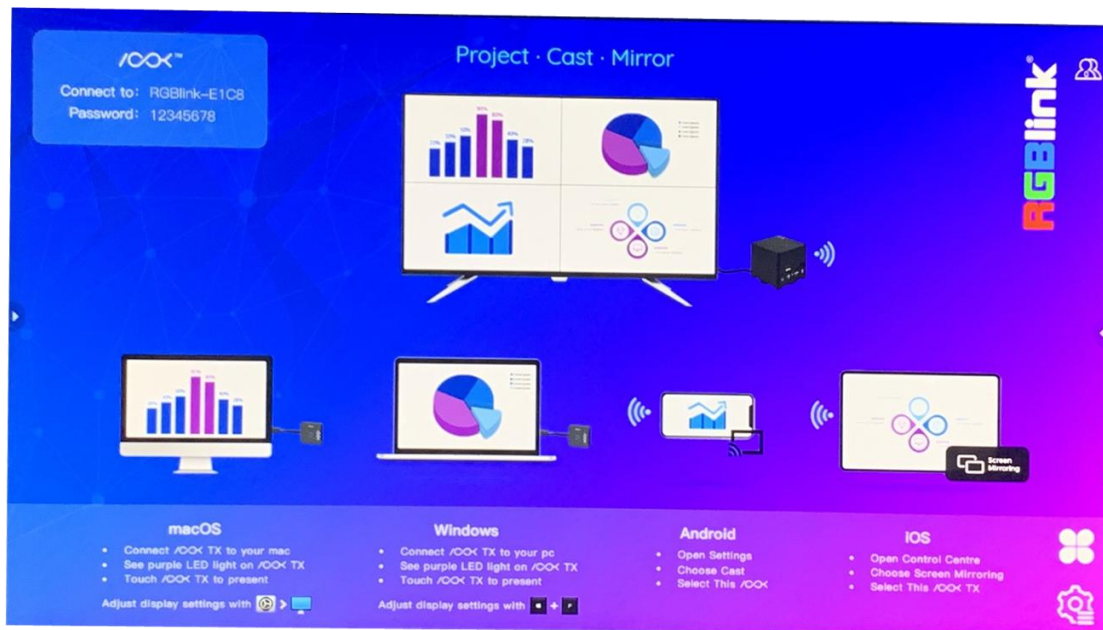 Project · Cast · Mirror
Connect to: RGBlink-E1C8
Password: 12345678
RGBlink®
Screen
Mirroring
macOS
• Connect TX to your mac
• See purple LED light on TX
• Touch TX to present
Adjust display settings with >
Windows
• Connect TX to your pc
• See purple LED light on TX
• Touch TX to present
Adjust display settings with + P
Android
• Open Settings
• Choose Cast
• Select This
IOS
• Open Control Centre
• Choose Screen Mirroring
• Select This TX